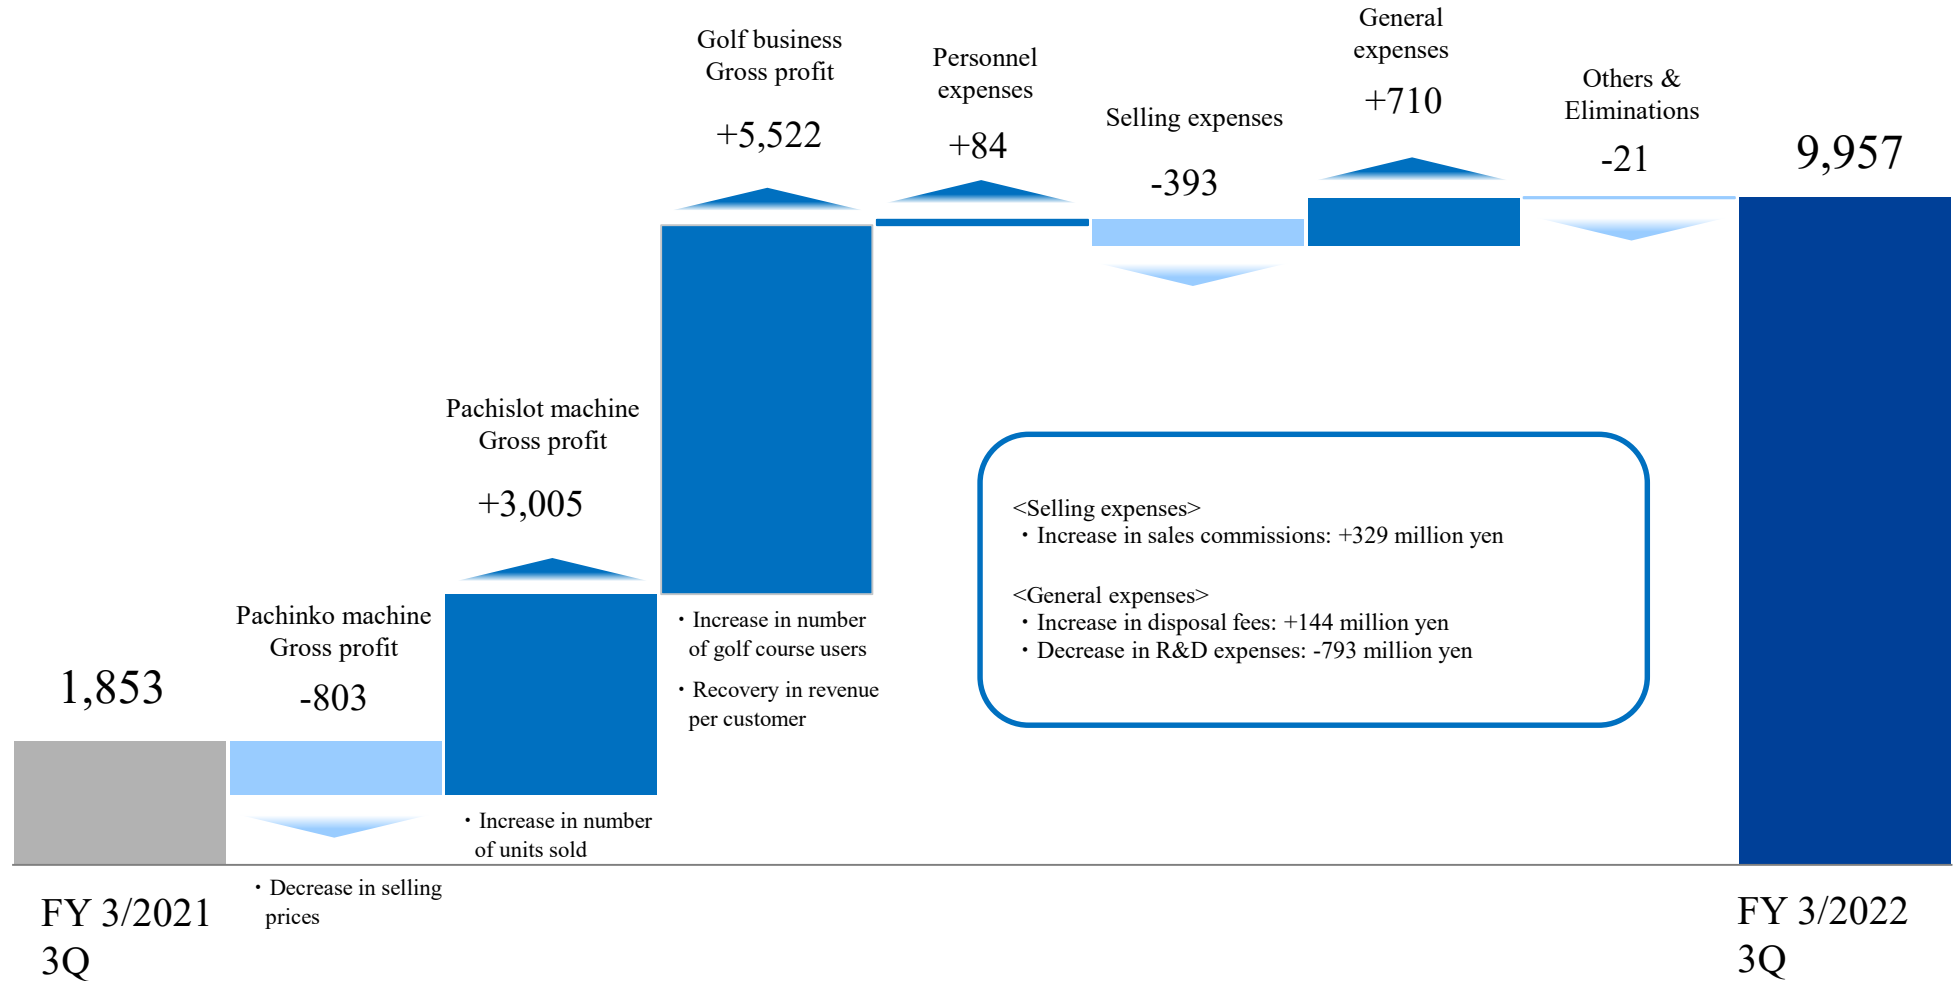 1,853
FY 3/2021
3Q
Pachinko machine
Gross profit
-803
・Decrease in selling
prices
Pachislot machine
Gross profit
+3,005
・Increase in number
of units sold
Golf business
Gross profit
+5,522
・Increase in number
of golf course users
・Recovery in revenue
per customer
Personnel
expenses
+84
Selling expenses
-393
General
expenses
+710
Others &
Eliminations
-21
9,957
FY 3/2022
3Q
<Selling expenses>
・Increase in sales commissions: +329 million yen
<General expenses>
・Increase in disposal fees: +144 million yen
・Decrease in R&D expenses: -793 million yen